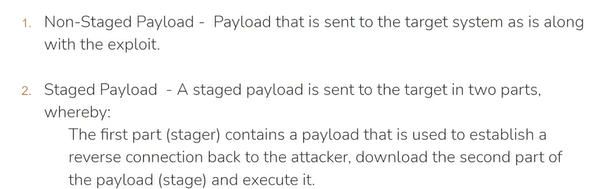 1. Non-Staged Payload - Payload that is sent to the target system as is along
with the exploit.
2. Staged Payload - A staged payload is sent to the target in two parts,
whereby:
The first part (stager) contains a payload that is used to establish a
reverse connection back to the attacker, download the second part of
the payload (stage) and execute it.